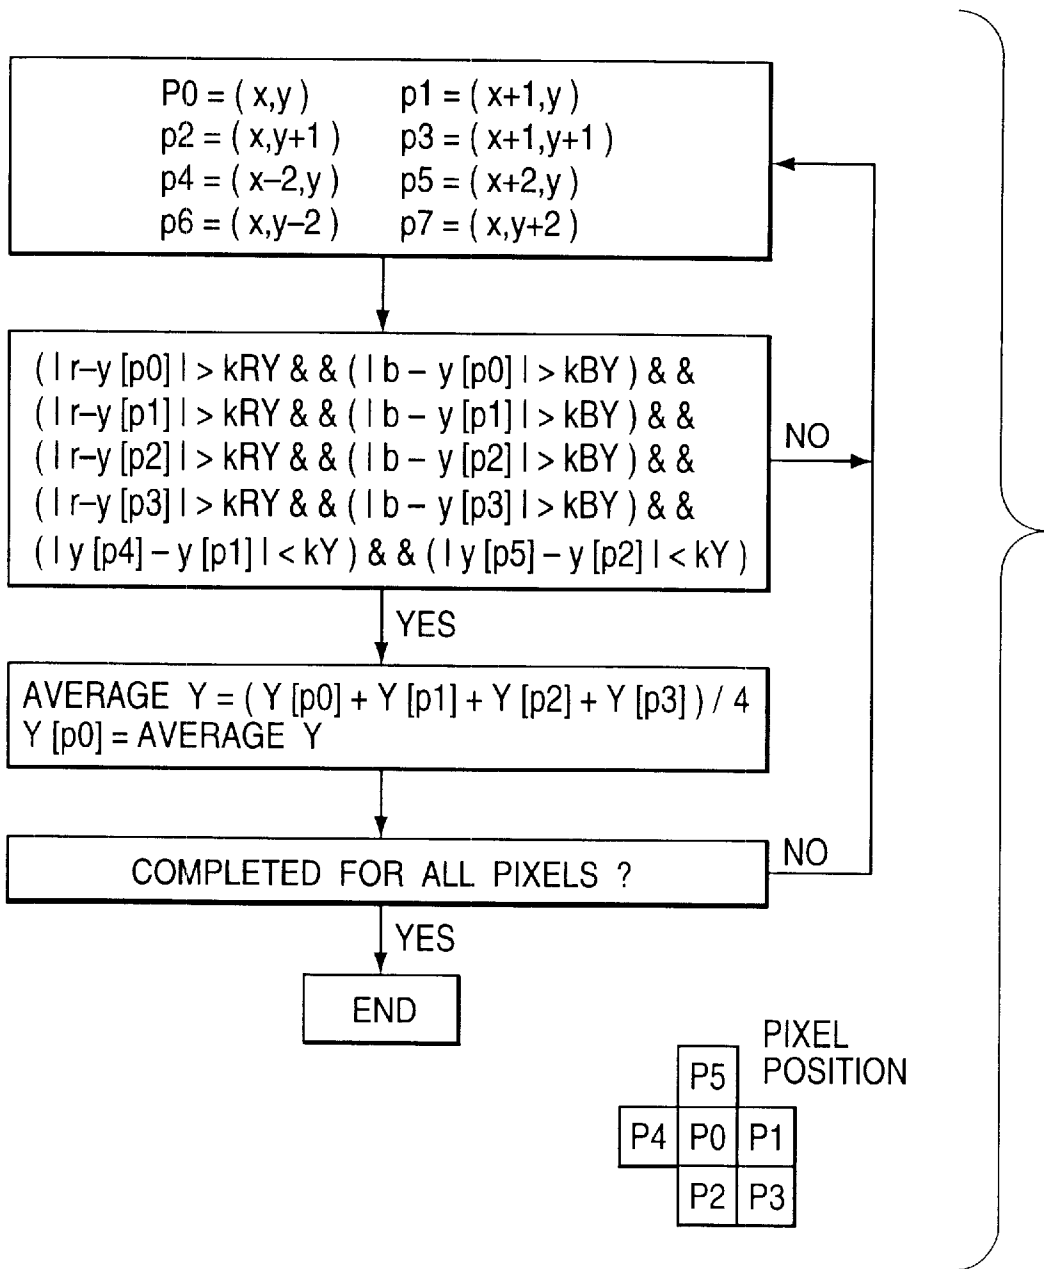 P0 = ( x,y ) p1 = ( x+1,y )
p2 = ( x,y+1 ) p3 = ( x+1,y+1 )
p4 = ( x–2,y ) p5 = ( x+2,y )
p6 = ( x,y–2 ) p7 = ( x,y+2 )
( | r–y [p0] | > kRY & & ( | b – y [p0] | > kBY ) & &
( | r–y [p1] | > kRY & & ( | b – y [p1] | > kBY ) & &
( | r–y [p2] | > kRY & & ( | b – y [p2] | > kBY ) & &
( | r–y [p3] | > kRY & & ( | b – y [p3] | > kBY ) & &
( | y [p4] – y [p1] | < kY ) & & ( | y [p5] – y [p2] | < kY )
NO
YES
AVERAGE Y = ( Y [p0] + Y [p1] + Y [p2] + Y [p3] ) / 4
Y [p0] = AVERAGE Y
COMPLETED FOR ALL PIXELS ?
NO
YES
END
PIXEL
POSITION
P5
P4 P0 P1
P2 P3